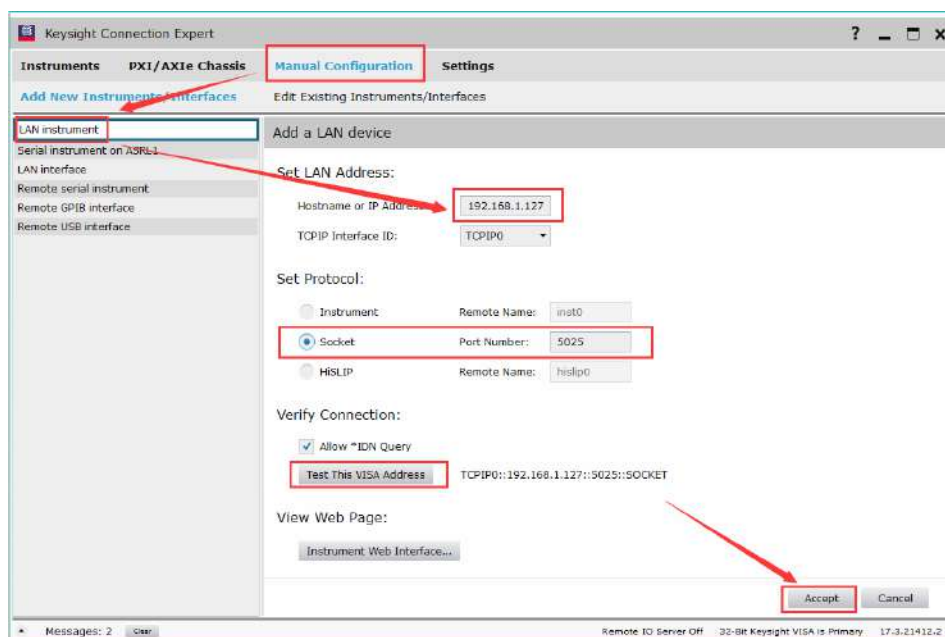 Keysight Connection Expert ?
Instruments PXI/AXIe Chassis Manual Configuration Settings
Add New Instruments/Interfaces Edit Existing Instruments/Interfaces
LAN instrument
Serial instrument on ASRL1
LAN interface
Remote serial instrument
Remote GPIB interface
Remote USB interface
Add a LAN device
Set LAN Address:
Hostname or IP Address: 192.168.1.127
TCPIP Interface ID: TCPIP0
Set Protocol:
Instrument Remote Name: inst0
Socket Port Number: 5025
HiSLIP Remote Name: hislip0
Verify Connection:
Allow *IDN Query
Test This VISA Address TCPIP0::192.168.1.127::5025::SOCKET
View Web Page:
Instrument Web Interface...
Accept Cancel
Messages: 2 Clear Remote IO Server Off 32-Bit Keysight VISA is Primary 17.3.21412.2